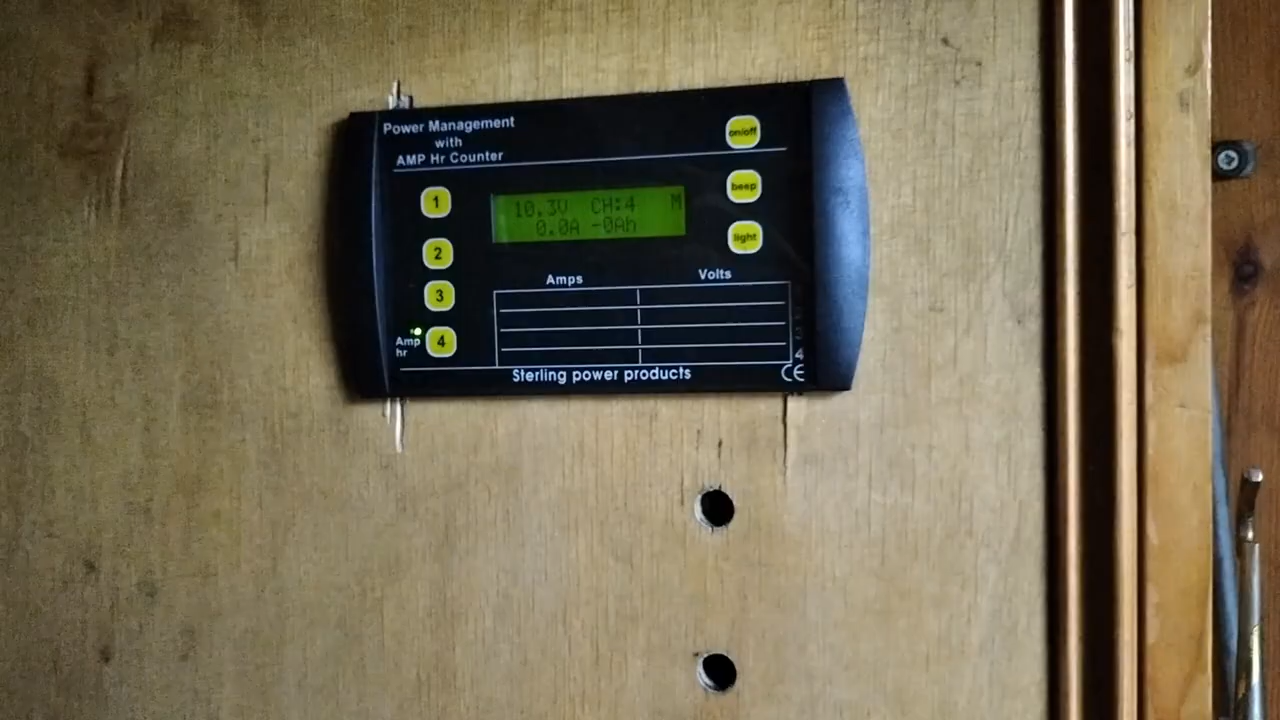 Power Management
with
AMP Hr Counter
on/off
beep
light
1
2
3
Amp
hr
4
10.3V CH:4 M
0.0A -0Ah
Amps Volts
4
Sterling power products
CE